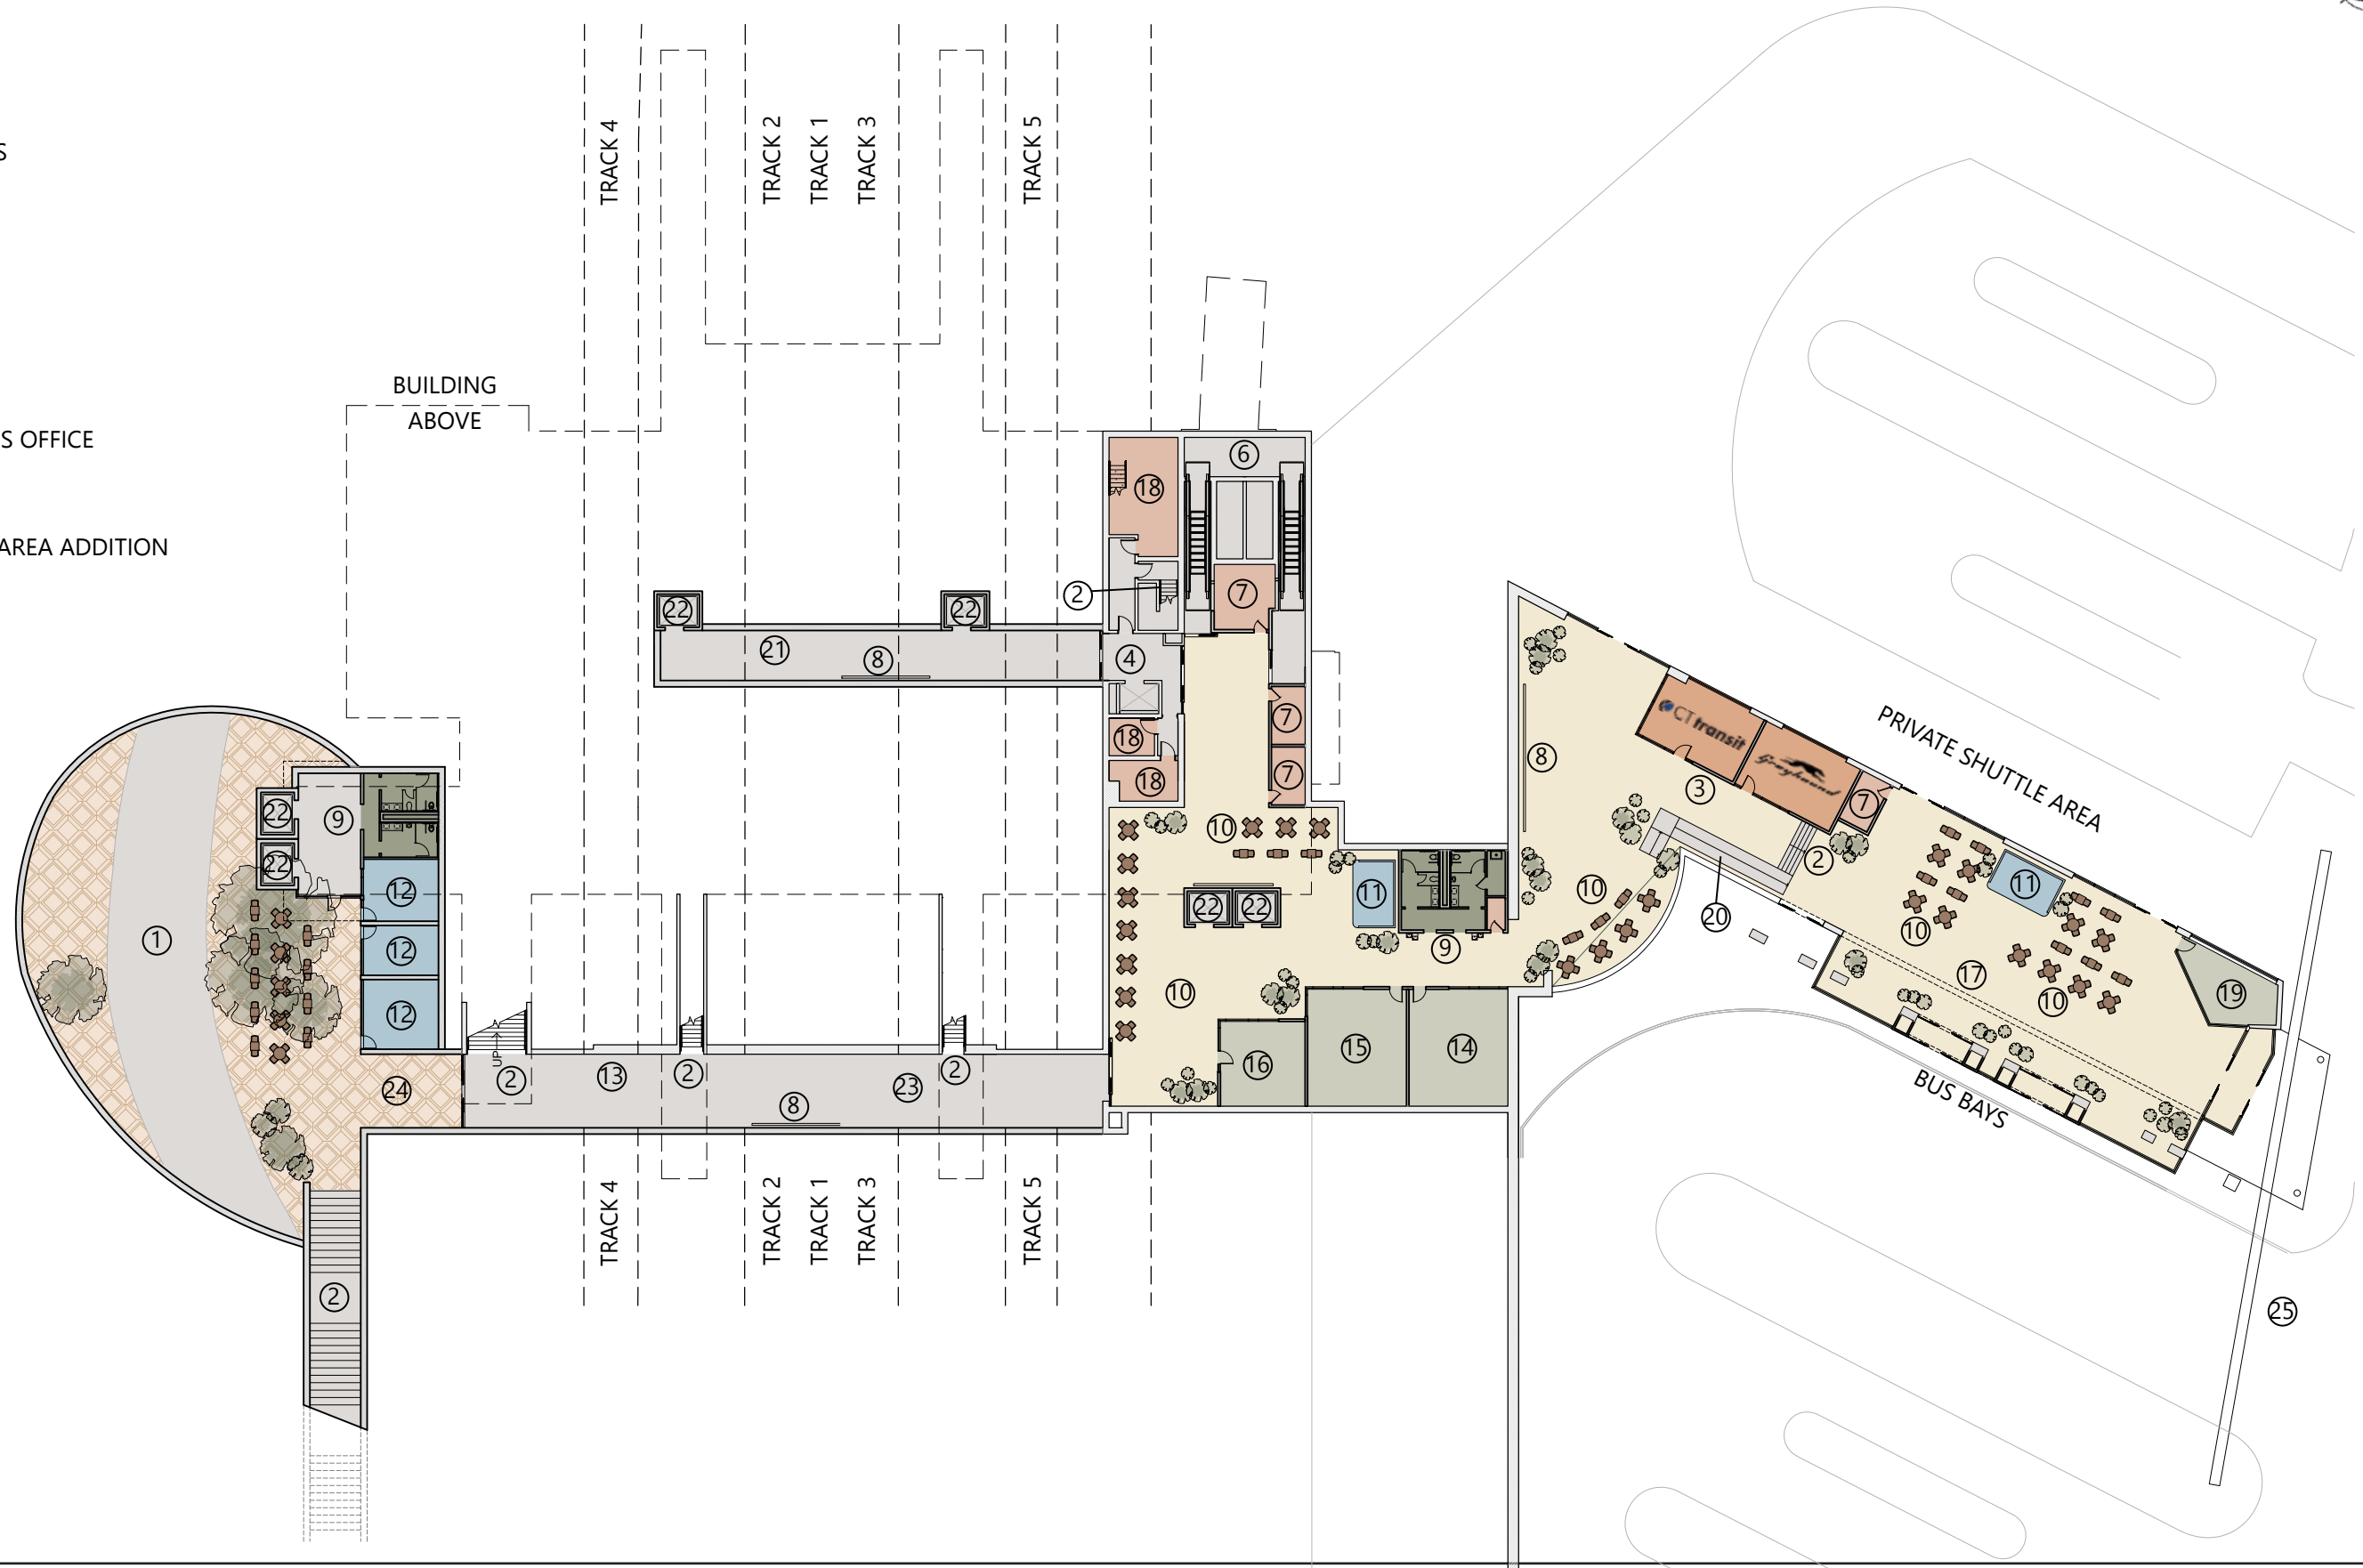 S
TRACK 4
TRACK 2
TRACK 1
TRACK 3
TRACK 5
BUILDING
ABOVE
S OFFICE
AREA ADDITION
18
6
2
7
22
22
21
8
4
7
18
7
18
8
CTtransit
Greyhound
3
7
PRIVATE SHUTTLE AREA
22
9
22
12
12
12
1
10
11
22
22
9
10
10
20
2
11
10
17
10
19
24
UP
2
13
2
8
23
2
16
15
14
BUS BAYS
TRACK 4
TRACK 2
TRACK 1
TRACK 3
TRACK 5
2
25